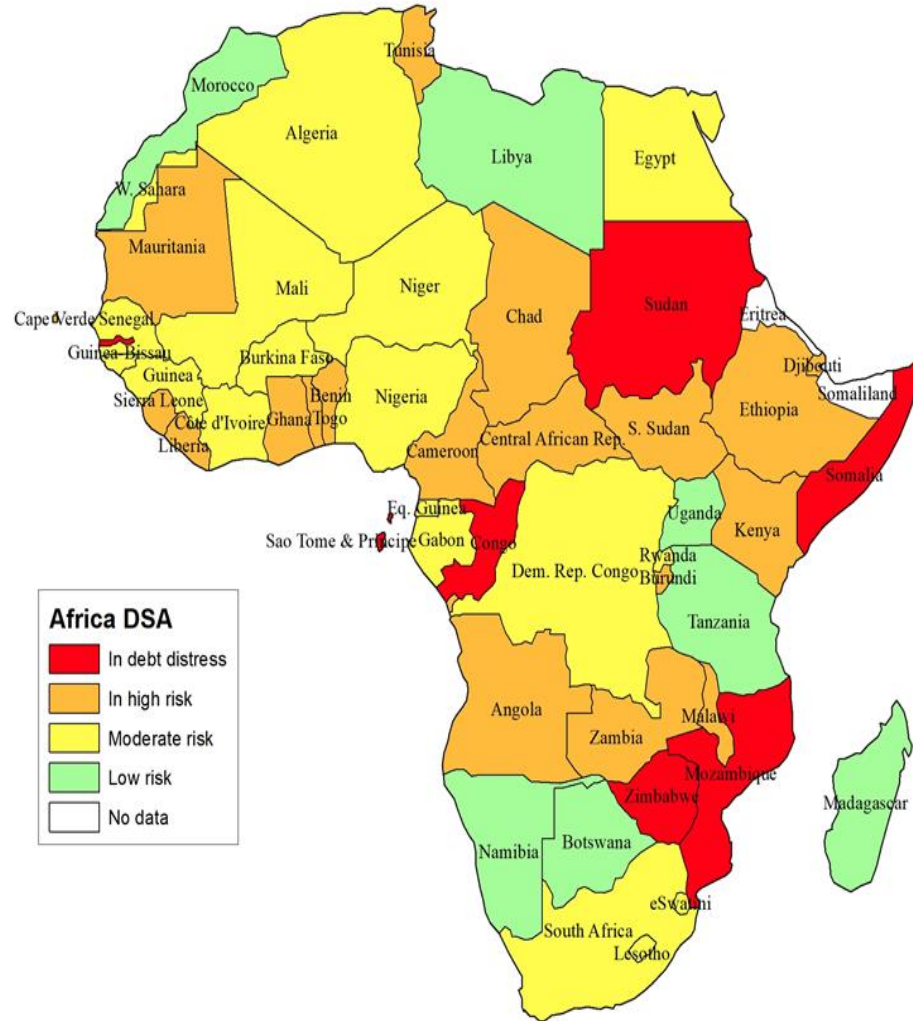 Tunisia
Morocco
Algeria
Libya
Egypt
W. Sahara
Mauritania
Mali
Niger
Chad
Sudan
Eritrea
Cape Verde
Senegal
Guinea-Bissau
Burkina Faso
Guinea
Djibouti
Somaliland
Sierra Leone
Benin
Nigeria
Ethiopia
Côte d'Ivoire
Ghana
Togo
Liberia
Cameroon
Central African Rep.
S. Sudan
Somalia
Eq. Guinea
Uganda
Kenya
Sao Tome & Principe
Gabon
Congo
Rwanda
Dem. Rep. Congo
Burundi
Tanzania
Africa DSA
In debt distress
In high risk
Moderate risk
Low risk
No data
Angola
Malawi
Zambia
Mozambique
Zimbabwe
Madagascar
Namibia
Botswana
eSwatini
South Africa
Lesotho